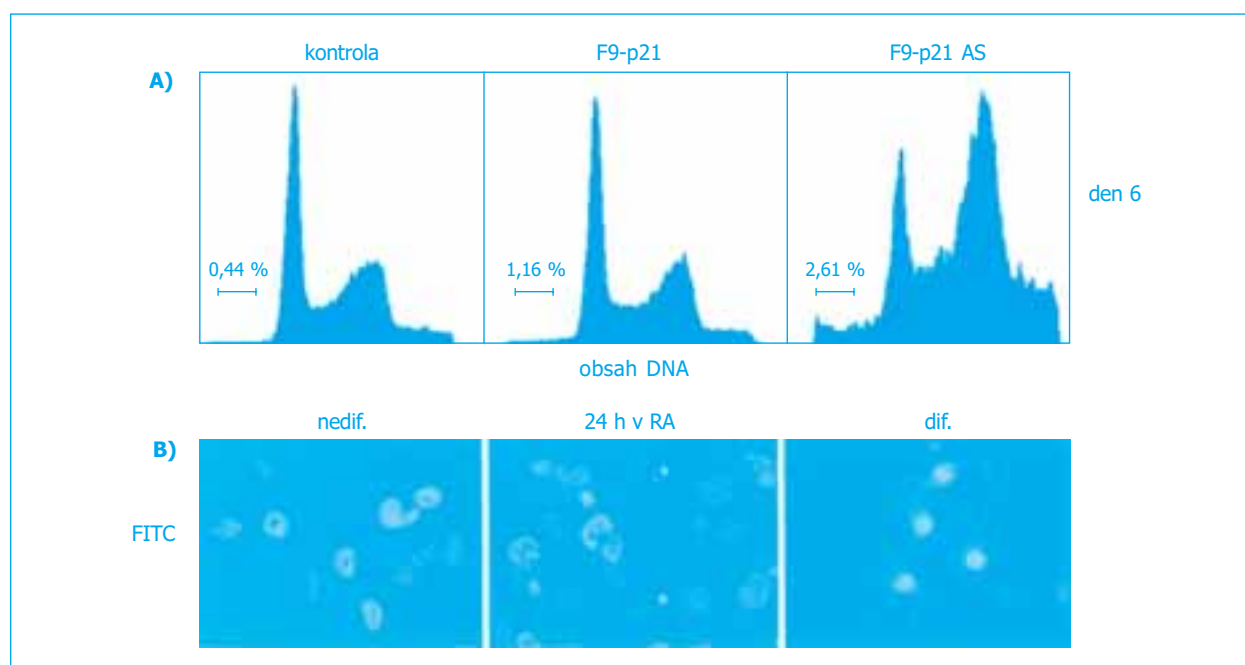 kontrola F9-p21 F9-p21 AS
A)
0,44 % 1,16 % 2,61 %
den 6
obsah DNA
nedif. 24 h v RA dif.
B)
FITC